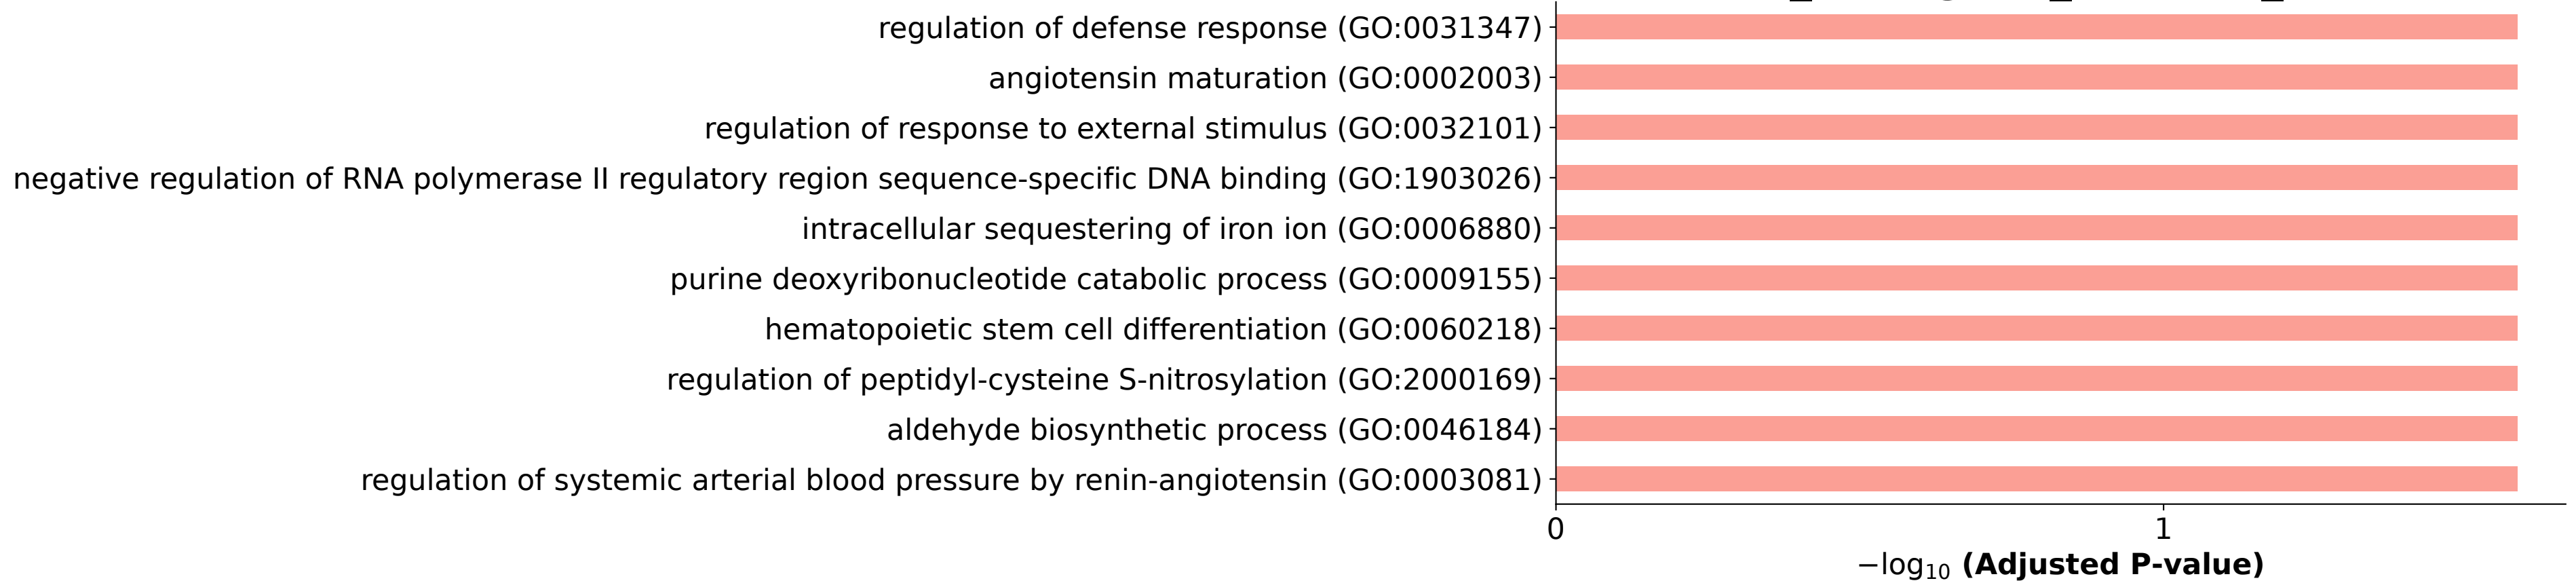 regulation of defense response (GO:0031347)
angiotensin maturation (GO:0002003)
regulation of response to external stimulus (GO:0032101)
negative regulation of RNA polymerase II regulatory region sequence-specific DNA binding (GO:1903026)
intracellular sequestering of iron ion (GO:0006880)
purine deoxyribonucleotide catabolic process (GO:0009155)
hematopoietic stem cell differentiation (GO:0060218)
regulation of peptidyl-cysteine S-nitrosylation (GO:2000169)
aldehyde biosynthetic process (GO:0046184)
regulation of systemic arterial blood pressure by renin-angiotensin (GO:0003081)
0 1
−log₁₀ (Adjusted P-value)